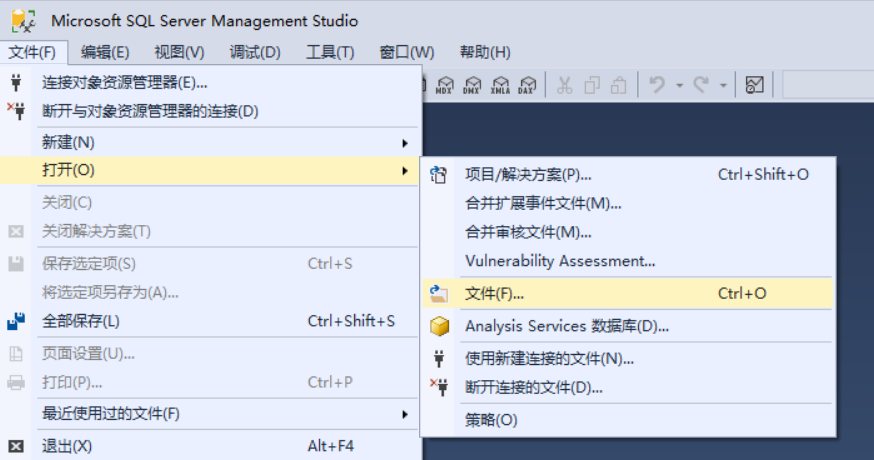 Microsoft SQL Server Management Studio
文件(F) 编辑(E) 视图(V) 调试(D) 工具(T) 窗口(W) 帮助(H)
MDX DMX XMLA DAX
连接对象资源管理器(E)...
断开与对象资源管理器的连接(D)
新建(N)
打开(O)
关闭(C)
关闭解决方案(T)
保存选定项(S) Ctrl+S
将选定项另存为(A)...
全部保存(L) Ctrl+Shift+S
页面设置(U)...
打印(P)... Ctrl+P
最近使用过的文件(F)
退出(X) Alt+F4
项目/解决方案(P)... Ctrl+Shift+O
合并扩展事件文件(M)...
合并审核文件(M)...
Vulnerability Assessment...
文件(F)... Ctrl+O
Analysis Services 数据库(D)...
使用新建连接的文件(N)...
断开连接的文件(D)...
策略(O)